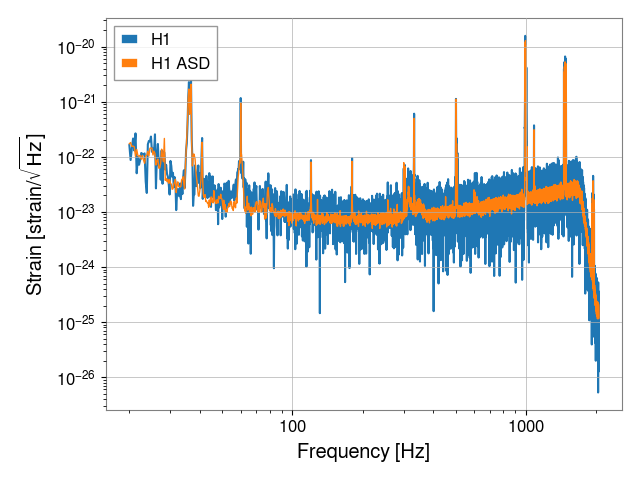 H1
H1 ASD
Strain [strain/√Hz]
10⁻²⁰
10⁻²¹
10⁻²²
10⁻²³
10⁻²⁴
10⁻²⁵
10⁻²⁶
100
1000
Frequency [Hz]